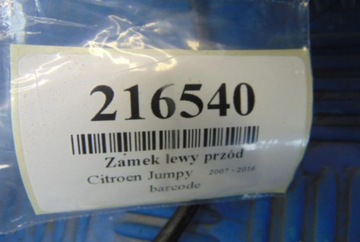 216540
Zamek lewy przód
Citroen Jumpy 2007 - 2016
barcode